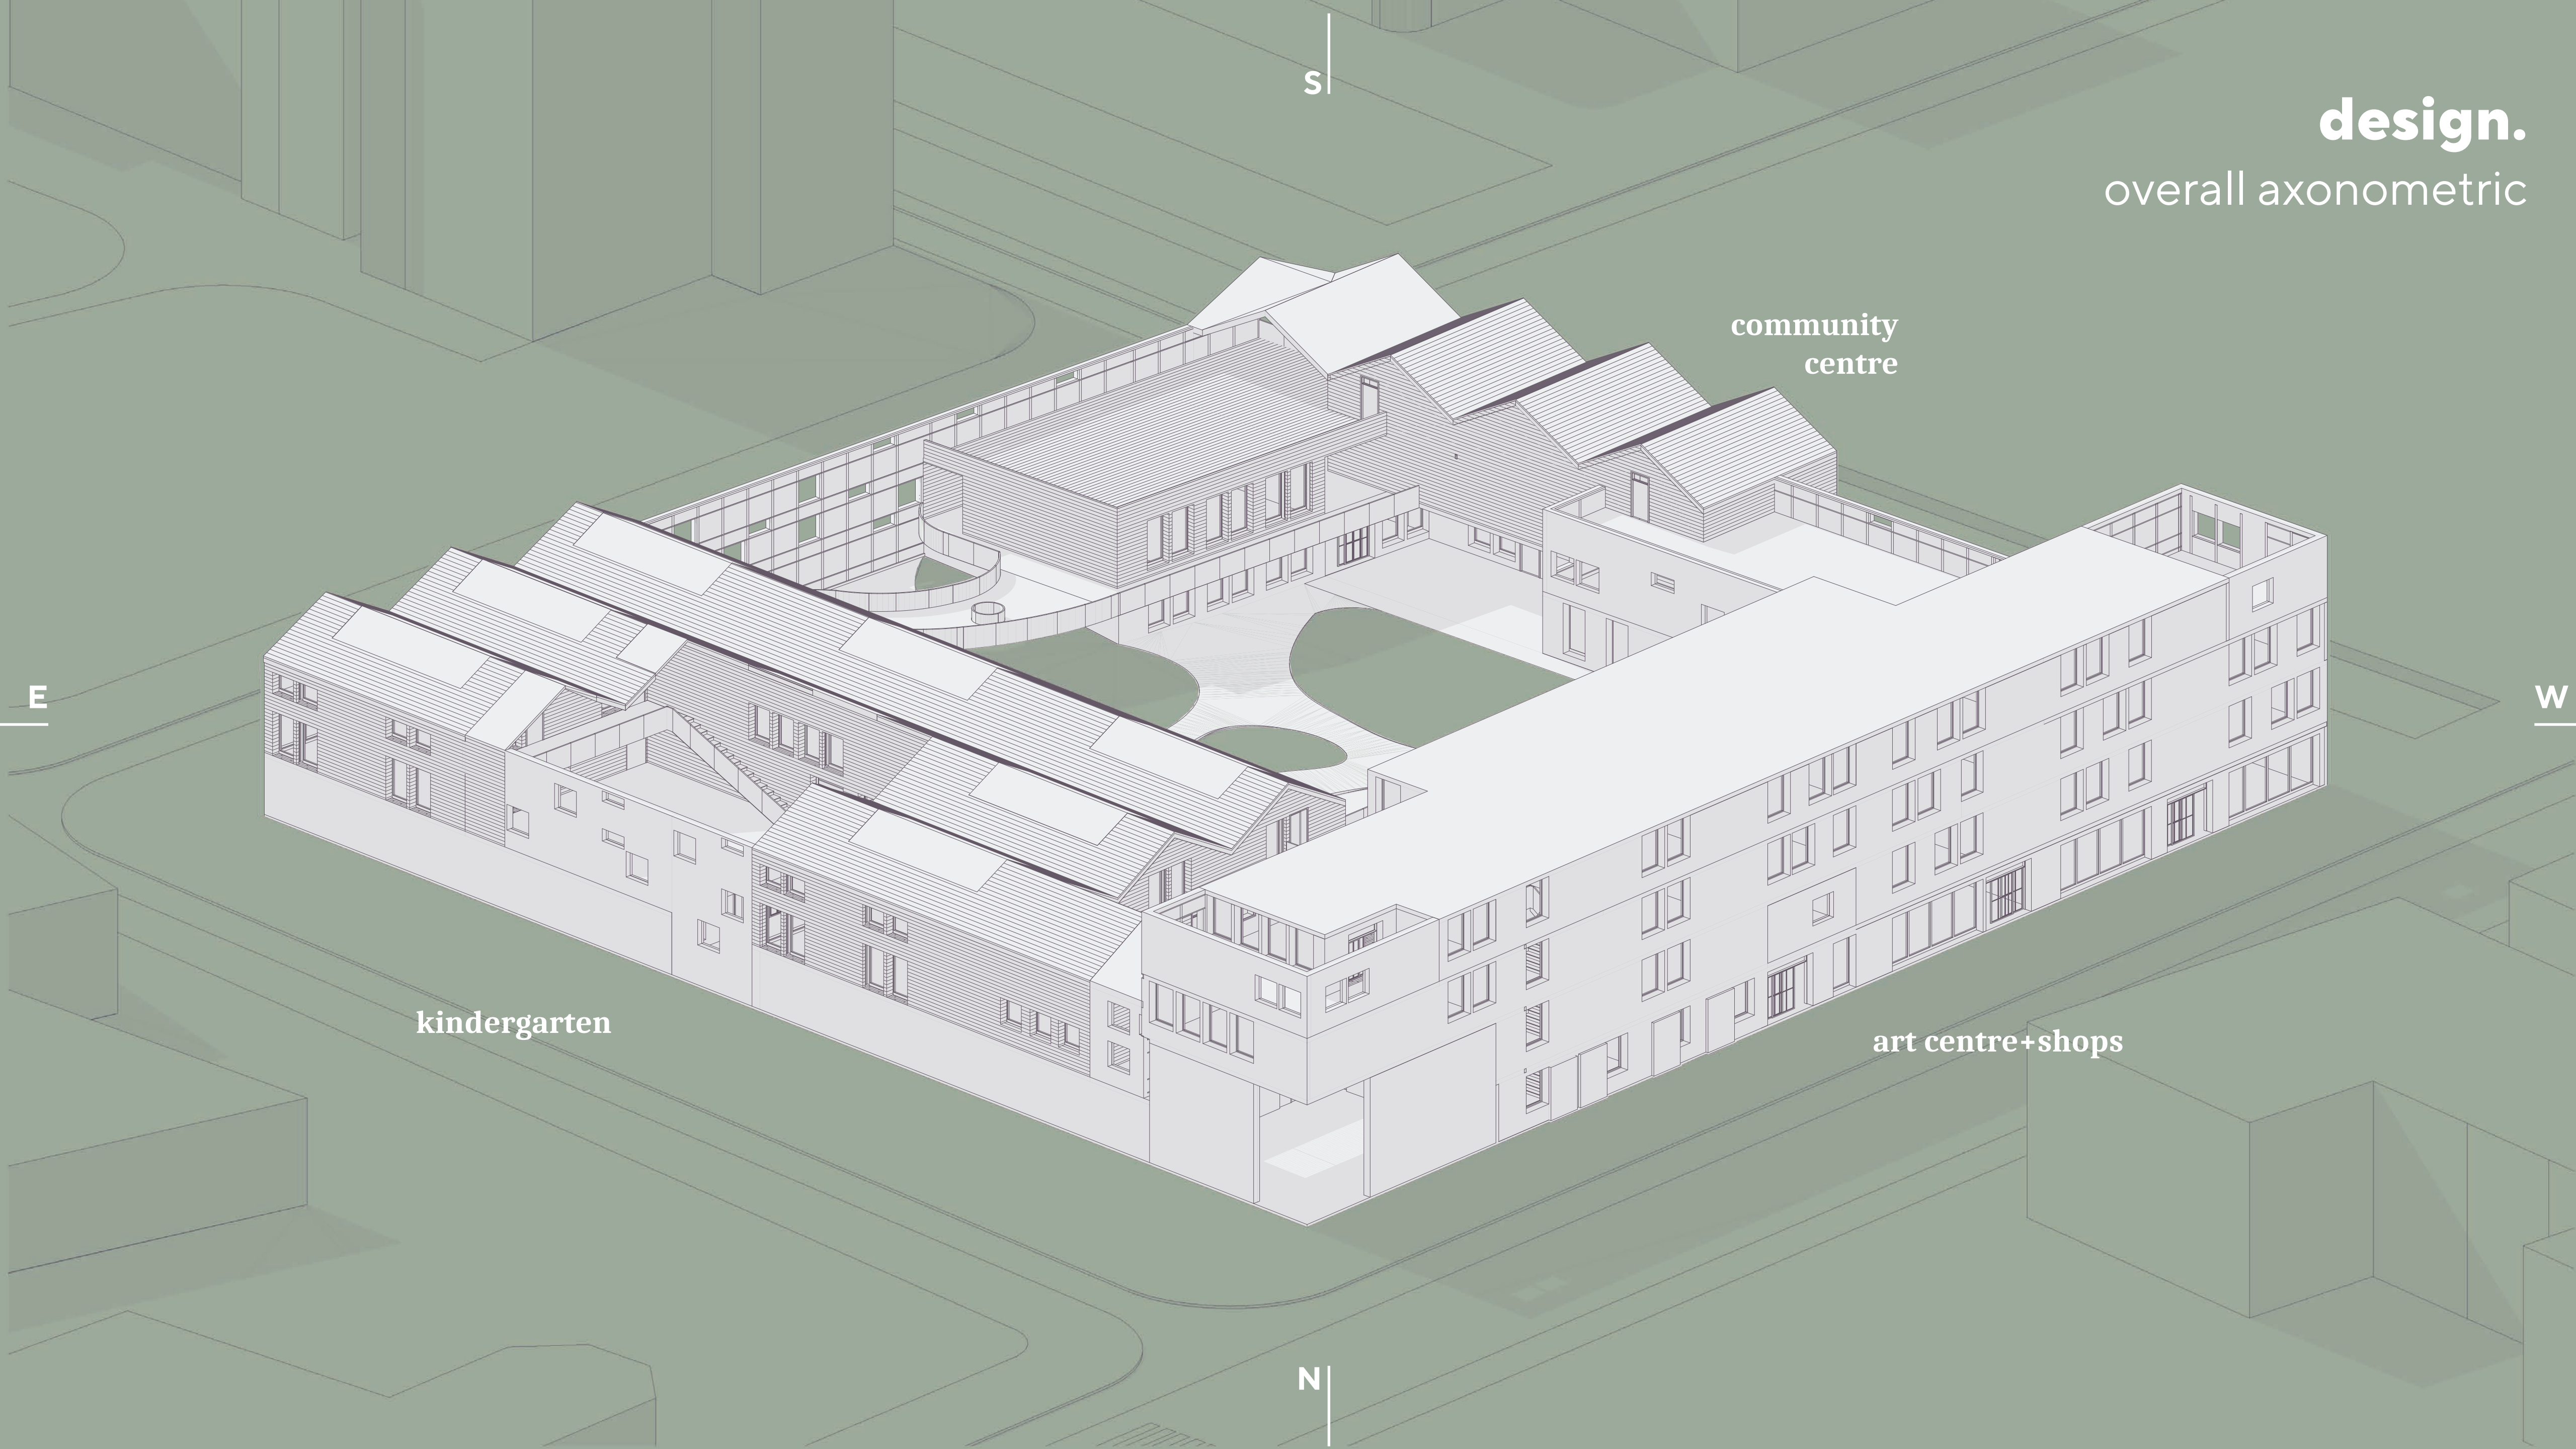 S
design.
overall axonometric
community
centre
E
W
kindergarten
art centre+shops
N